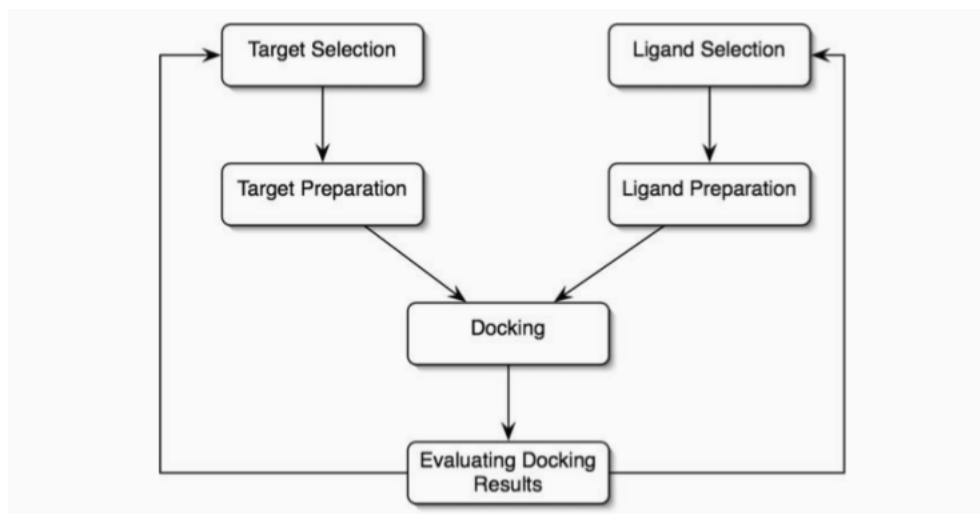 Target Selection
Ligand Selection
Target Preparation
Ligand Preparation
Docking
Evaluating Docking
Results